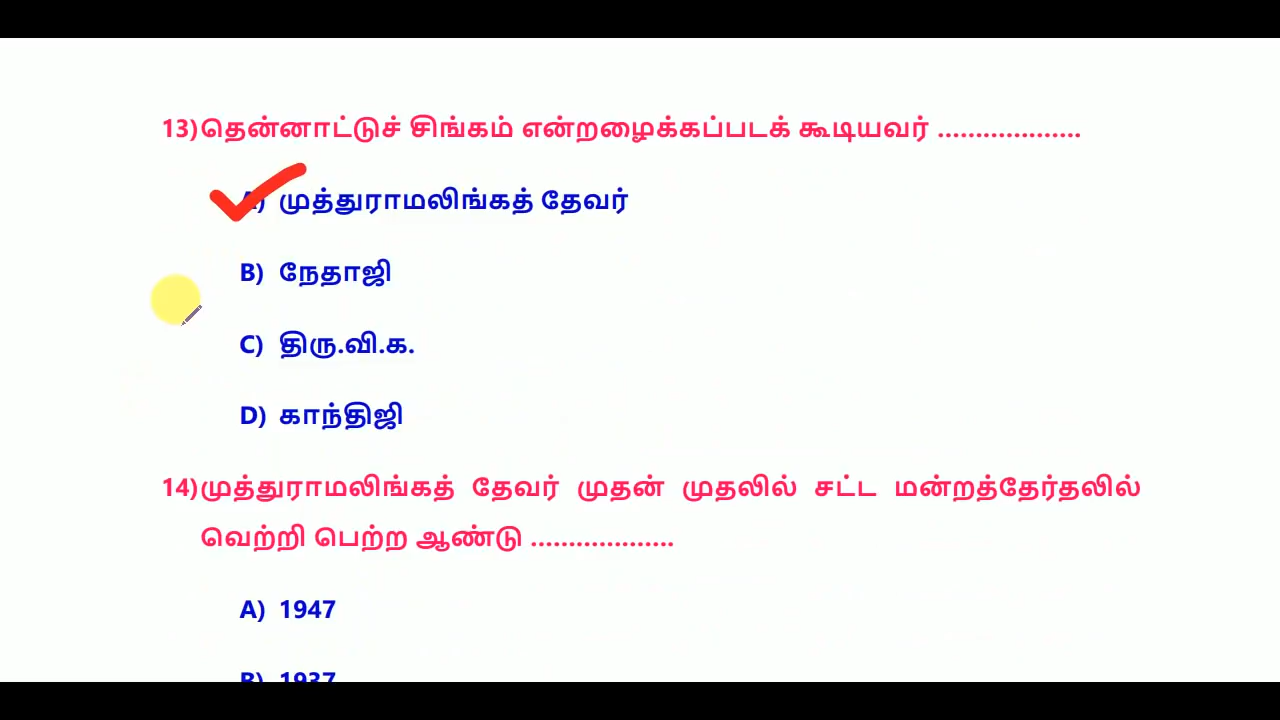 13)தென்னாட்டுச் சிங்கம் என்றழைக்கப்படக் கூடியவர் ...................
A) முத்துராமலிங்கத் தேவர்
B) நேதாஜி
C) திரு.வி.க.
D) காந்திஜி
14)முத்துராமலிங்கத் தேவர் முதன் முதலில் சட்ட மன்றத்தேர்தலில்
வெற்றி பெற்ற ஆண்டு ...................
A) 1947
B) 1937